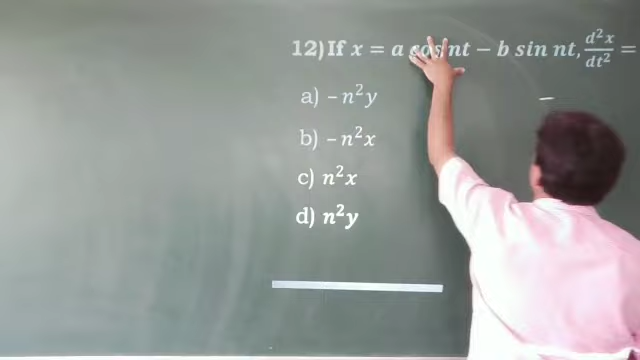 12) If x = a cos nt − b sin nt, d²x/dt² =
a) −n²y
b) −n²x
c) n²x
d) n²y